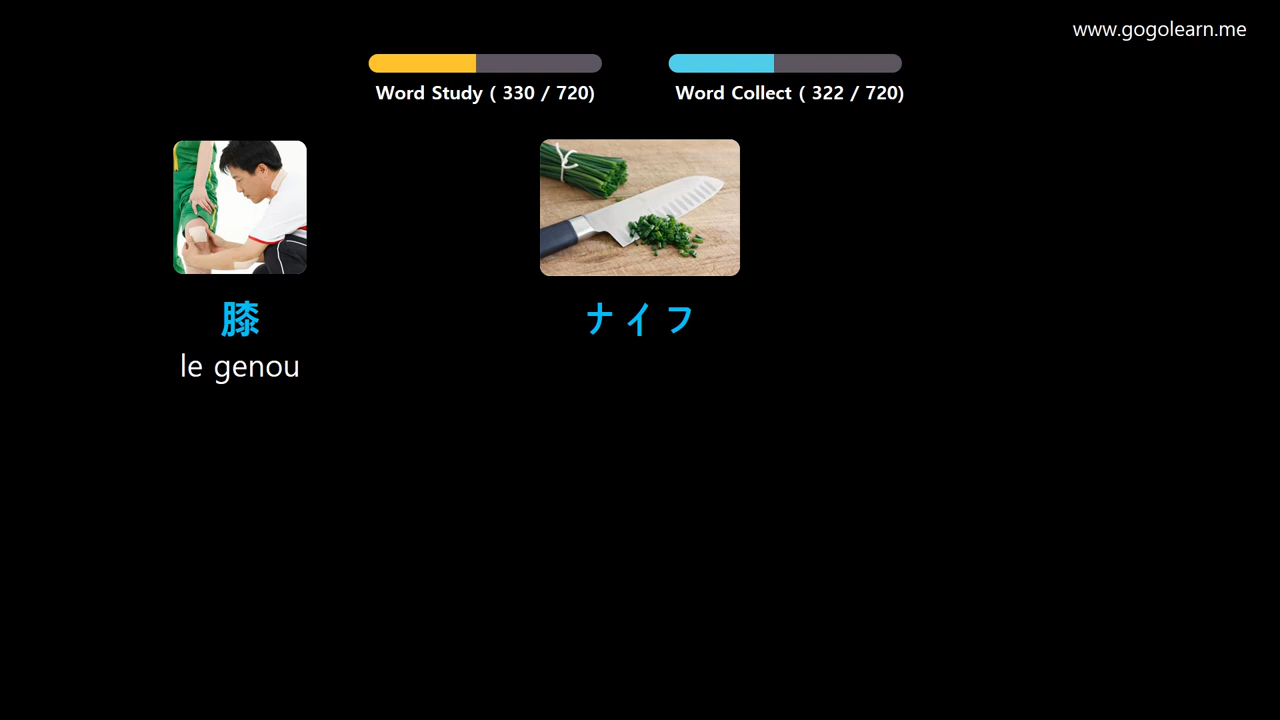 www.gogolearn.me
Word Study ( 330 / 720)
Word Collect ( 322 / 720)
膝
le genou
ナイフ